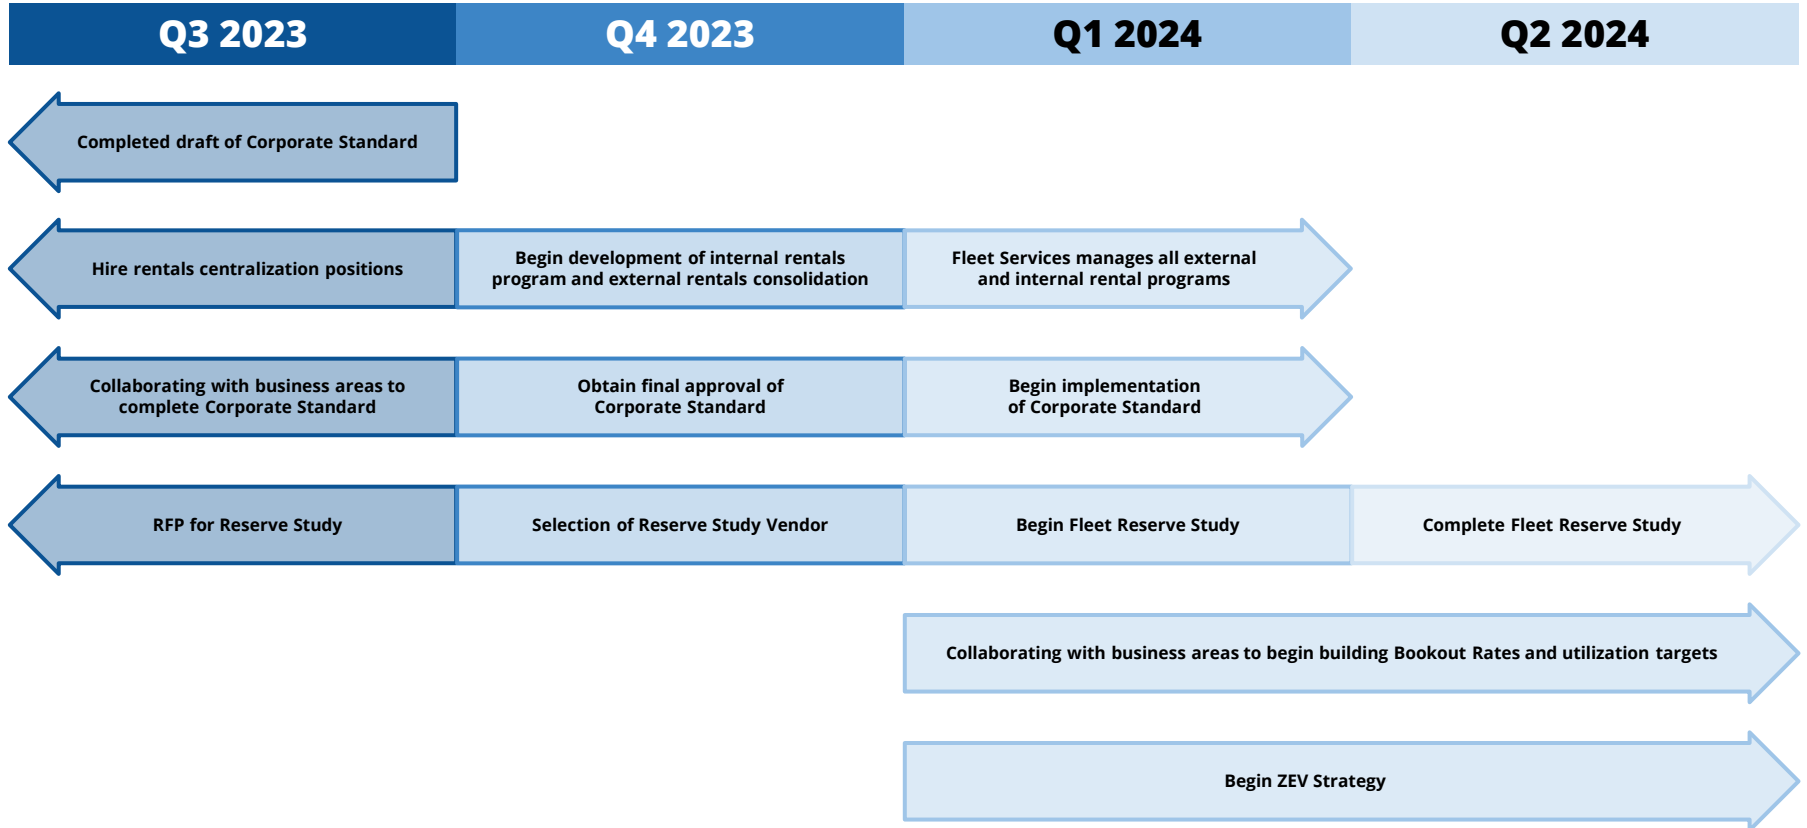 Q3 2023
Q4 2023
Q1 2024
Q2 2024
Completed draft of Corporate Standard
Hire rentals centralization positions
Begin development of internal rentals
program and external rentals consolidation
Fleet Services manages all external
and internal rental programs
Collaborating with business areas to
complete Corporate Standard
Obtain final approval of
Corporate Standard
Begin implementation
of Corporate Standard
RFP for Reserve Study
Selection of Reserve Study Vendor
Begin Fleet Reserve Study
Complete Fleet Reserve Study
Collaborating with business areas to begin building Bookout Rates and utilization targets
Begin ZEV Strategy